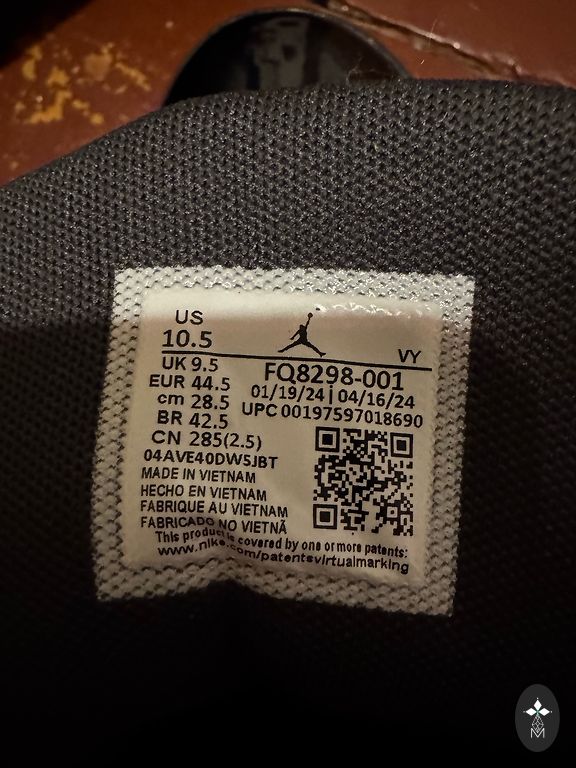 US
10.5
VY
UK 9.5
EUR 44.5
cm 28.5
BR 42.5
CN 285(2.5)
FQ8298-001
01/19/24 | 04/16/24
UPC 00197597018690
04AVE40DW5JBT
MADE IN VIETNAM
HECHO EN VIETNAM
FABRIQUE AU VIETNAM
FABRICADO NO VIETNÃ
This product is covered by one or more patents:
www.nike.com/patentsvirtualmarking
M